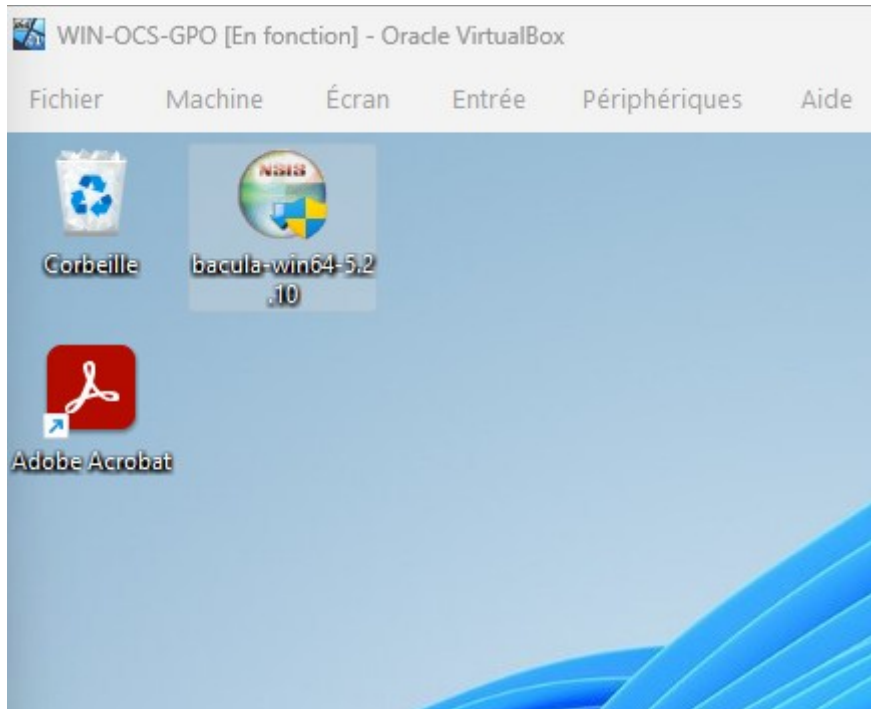 WIN-OCS-GPO [En fonction] - Oracle VirtualBox
Fichier Machine Écran Entrée Périphériques Aide
NSIS
Corbeille
bacula-win64-5.2
.10
Adobe Acrobat